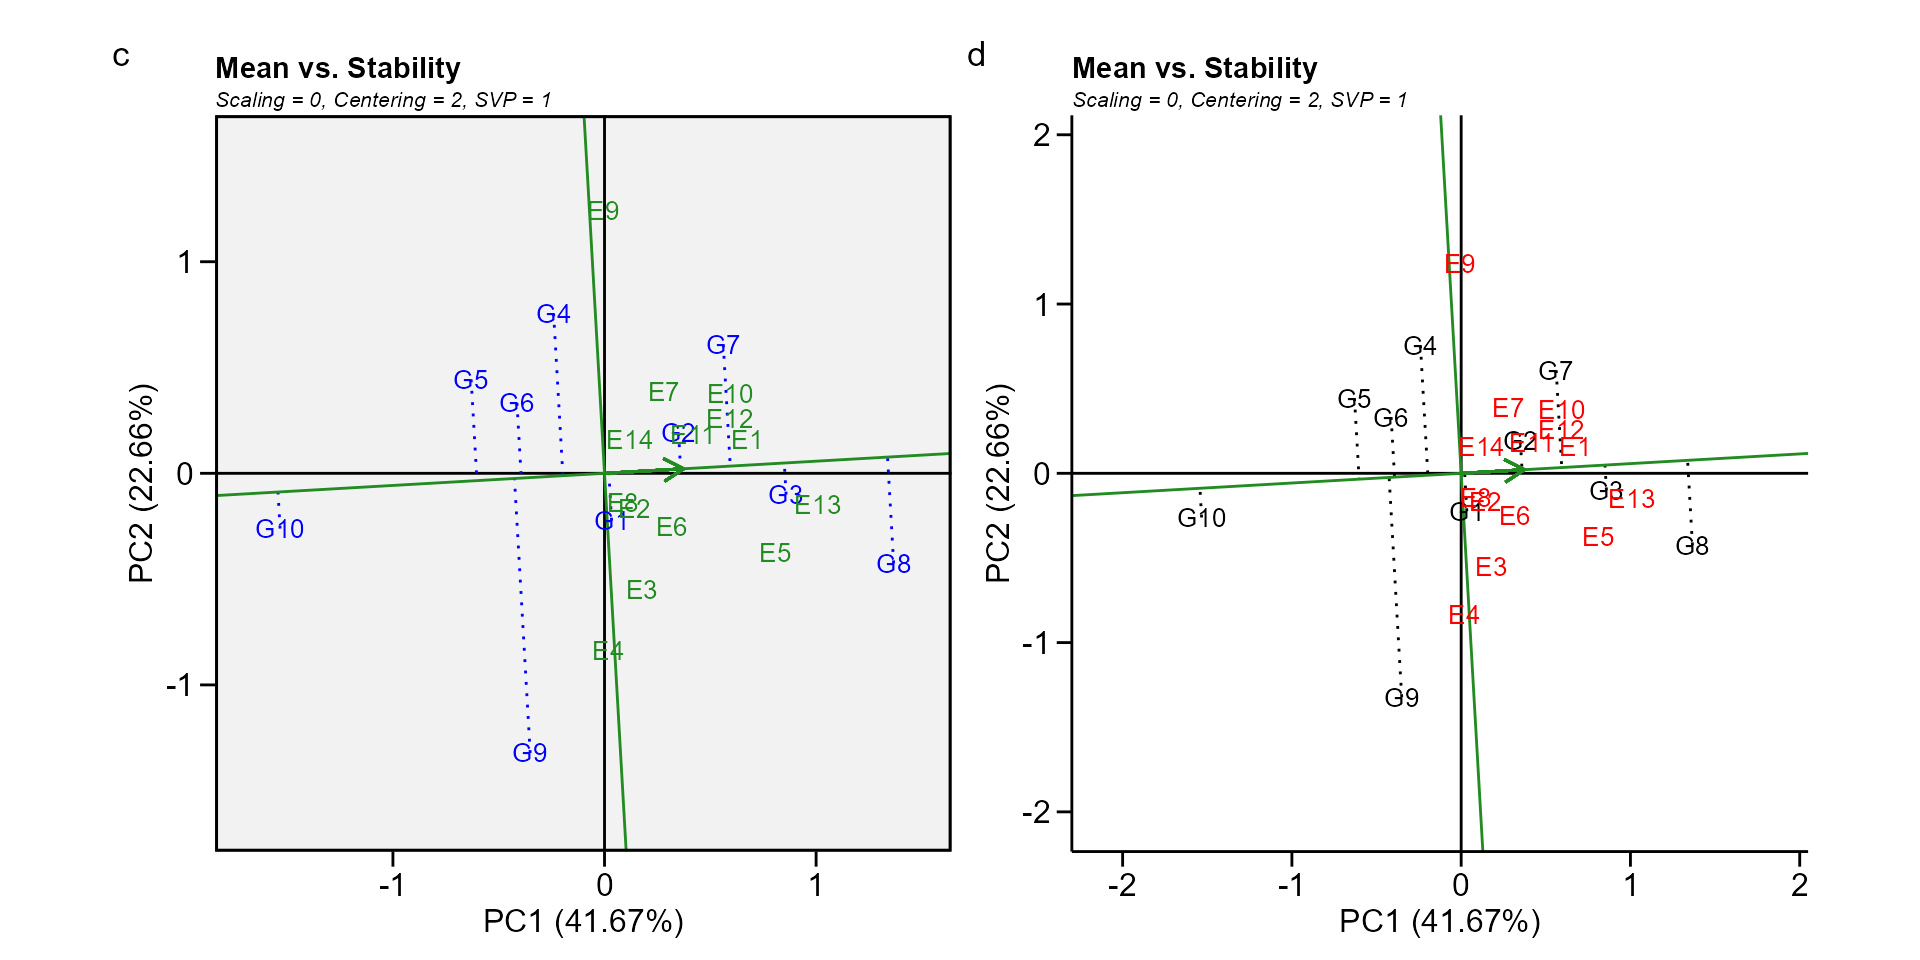 c
Mean vs. Stability
Scaling = 0, Centering = 2, SVP = 1
E9
1
G4
G7
G5
E7
E10
G6
E12
G2
E11
E14
E1
0
G3
E13
E8
E2
G1
E6
G10
E5
G8
E3
E4
-1
G9
-1
0
1
PC1 (41.67%)
PC2 (22.66%)
d
Mean vs. Stability
Scaling = 0, Centering = 2, SVP = 1
2
E9
1
G4
G7
G5
E7
E10
G6
E12
G2
E11
E14
E1
0
G3
E13
E8
E2
G1
E6
G10
E5
G8
E3
E4
-1
G9
-2
-2
-1
0
1
2
PC1 (41.67%)
PC2 (22.66%)